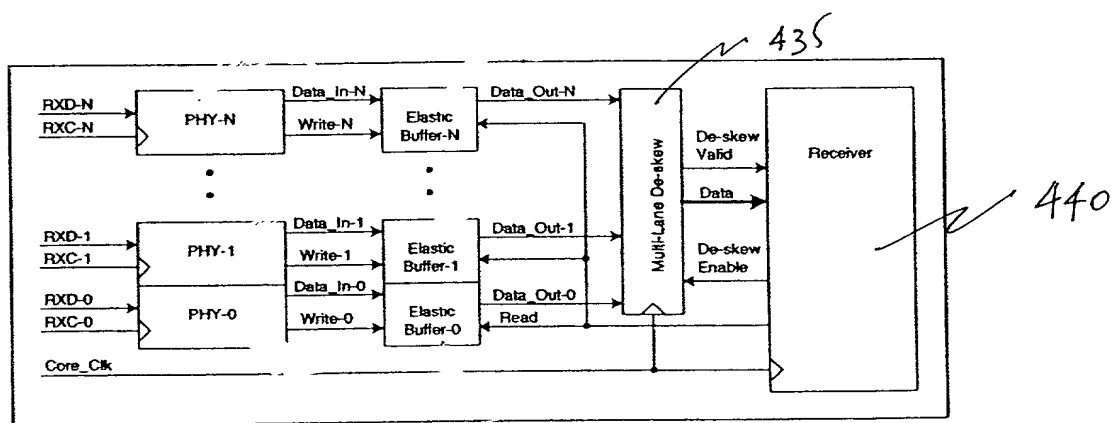 435
RXD-N
RXC-N
PHY-N
Data_In-N
Write-N
Elastic
Buffer-N
Data_Out-N
Multi-Lane De-skew
De-skew
Valid
Data
De-skew
Enable
Receiver
440
RXD-1
RXC-1
PHY-1
Data_In-1
Write-1
Elastic
Buffer-1
Data_Out-1
RXD-0
RXC-0
PHY-0
Data_In-0
Write-0
Elastic
Buffer-0
Data_Out-0
Read
Core_Clk